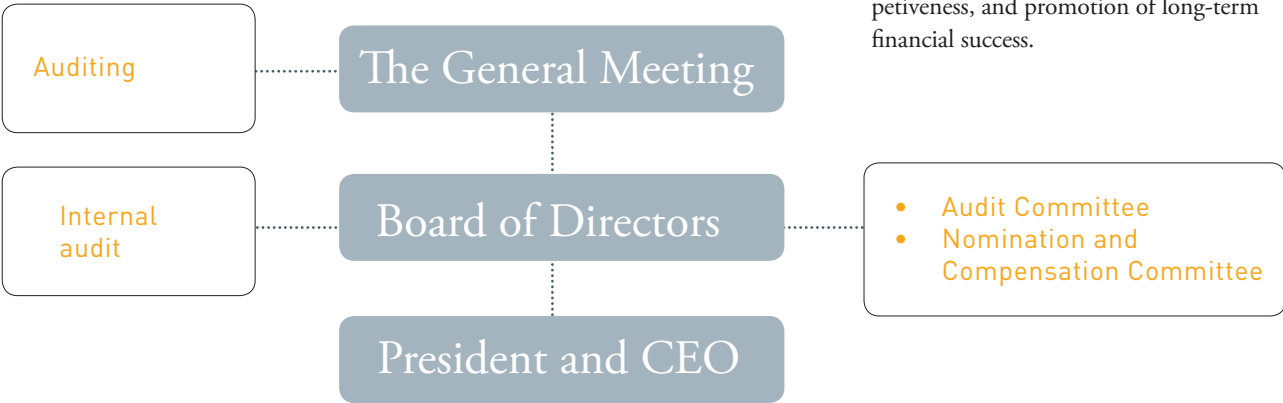 petiveness, and promotion of long-term
financial success.
Auditing
The General Meeting
Internal
audit
Board of Directors
• Audit Committee
• Nomination and
Compensation Committee
President and CEO